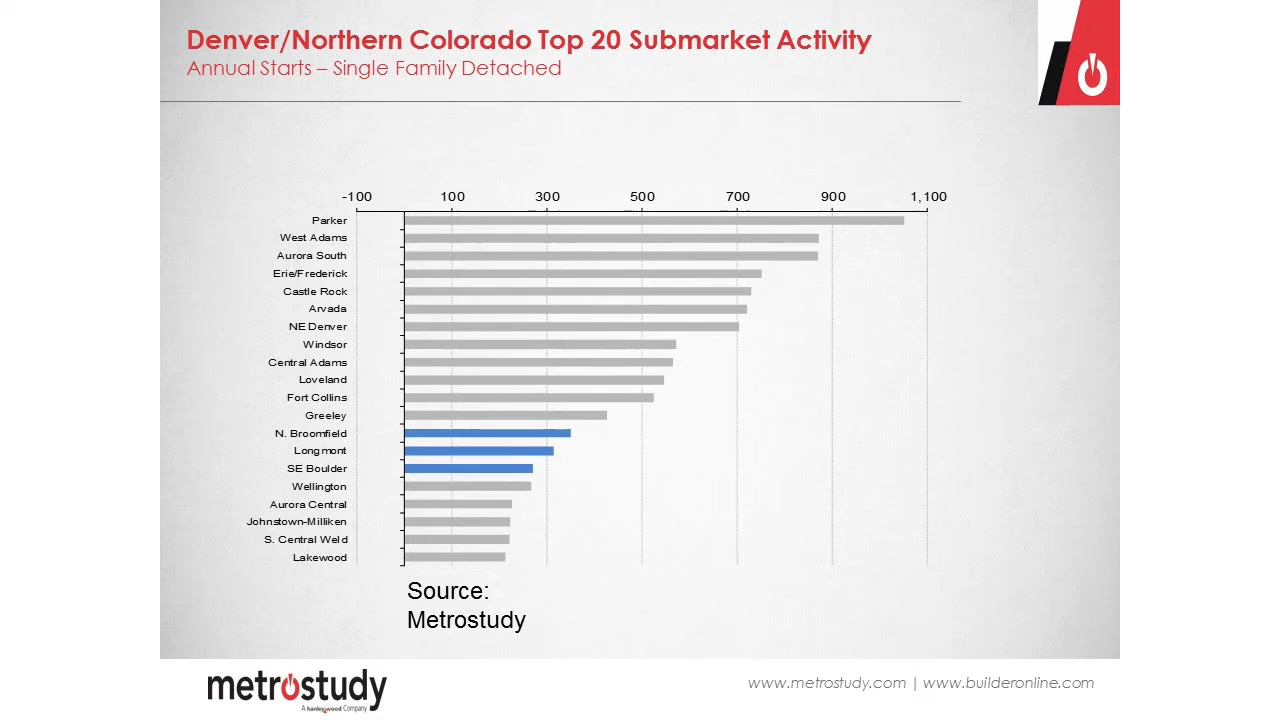 Denver/Northern Colorado Top 20 Submarket Activity
Annual Starts – Single Family Detached
-100 100 300 500 700 900 1,100
Parker
West Adams
Aurora South
Erie/Frederick
Castle Rock
Arvada
NE Denver
Windsor
Central Adams
Loveland
Fort Collins
Greeley
N. Broomfield
Longmont
SE Boulder
Wellington
Aurora Central
Johnstown-Milliken
S. Central Weld
Lakewood
Source:
Metrostudy
metrostudy
A hanleywood Company
www.metrostudy.com | www.builderonline.com